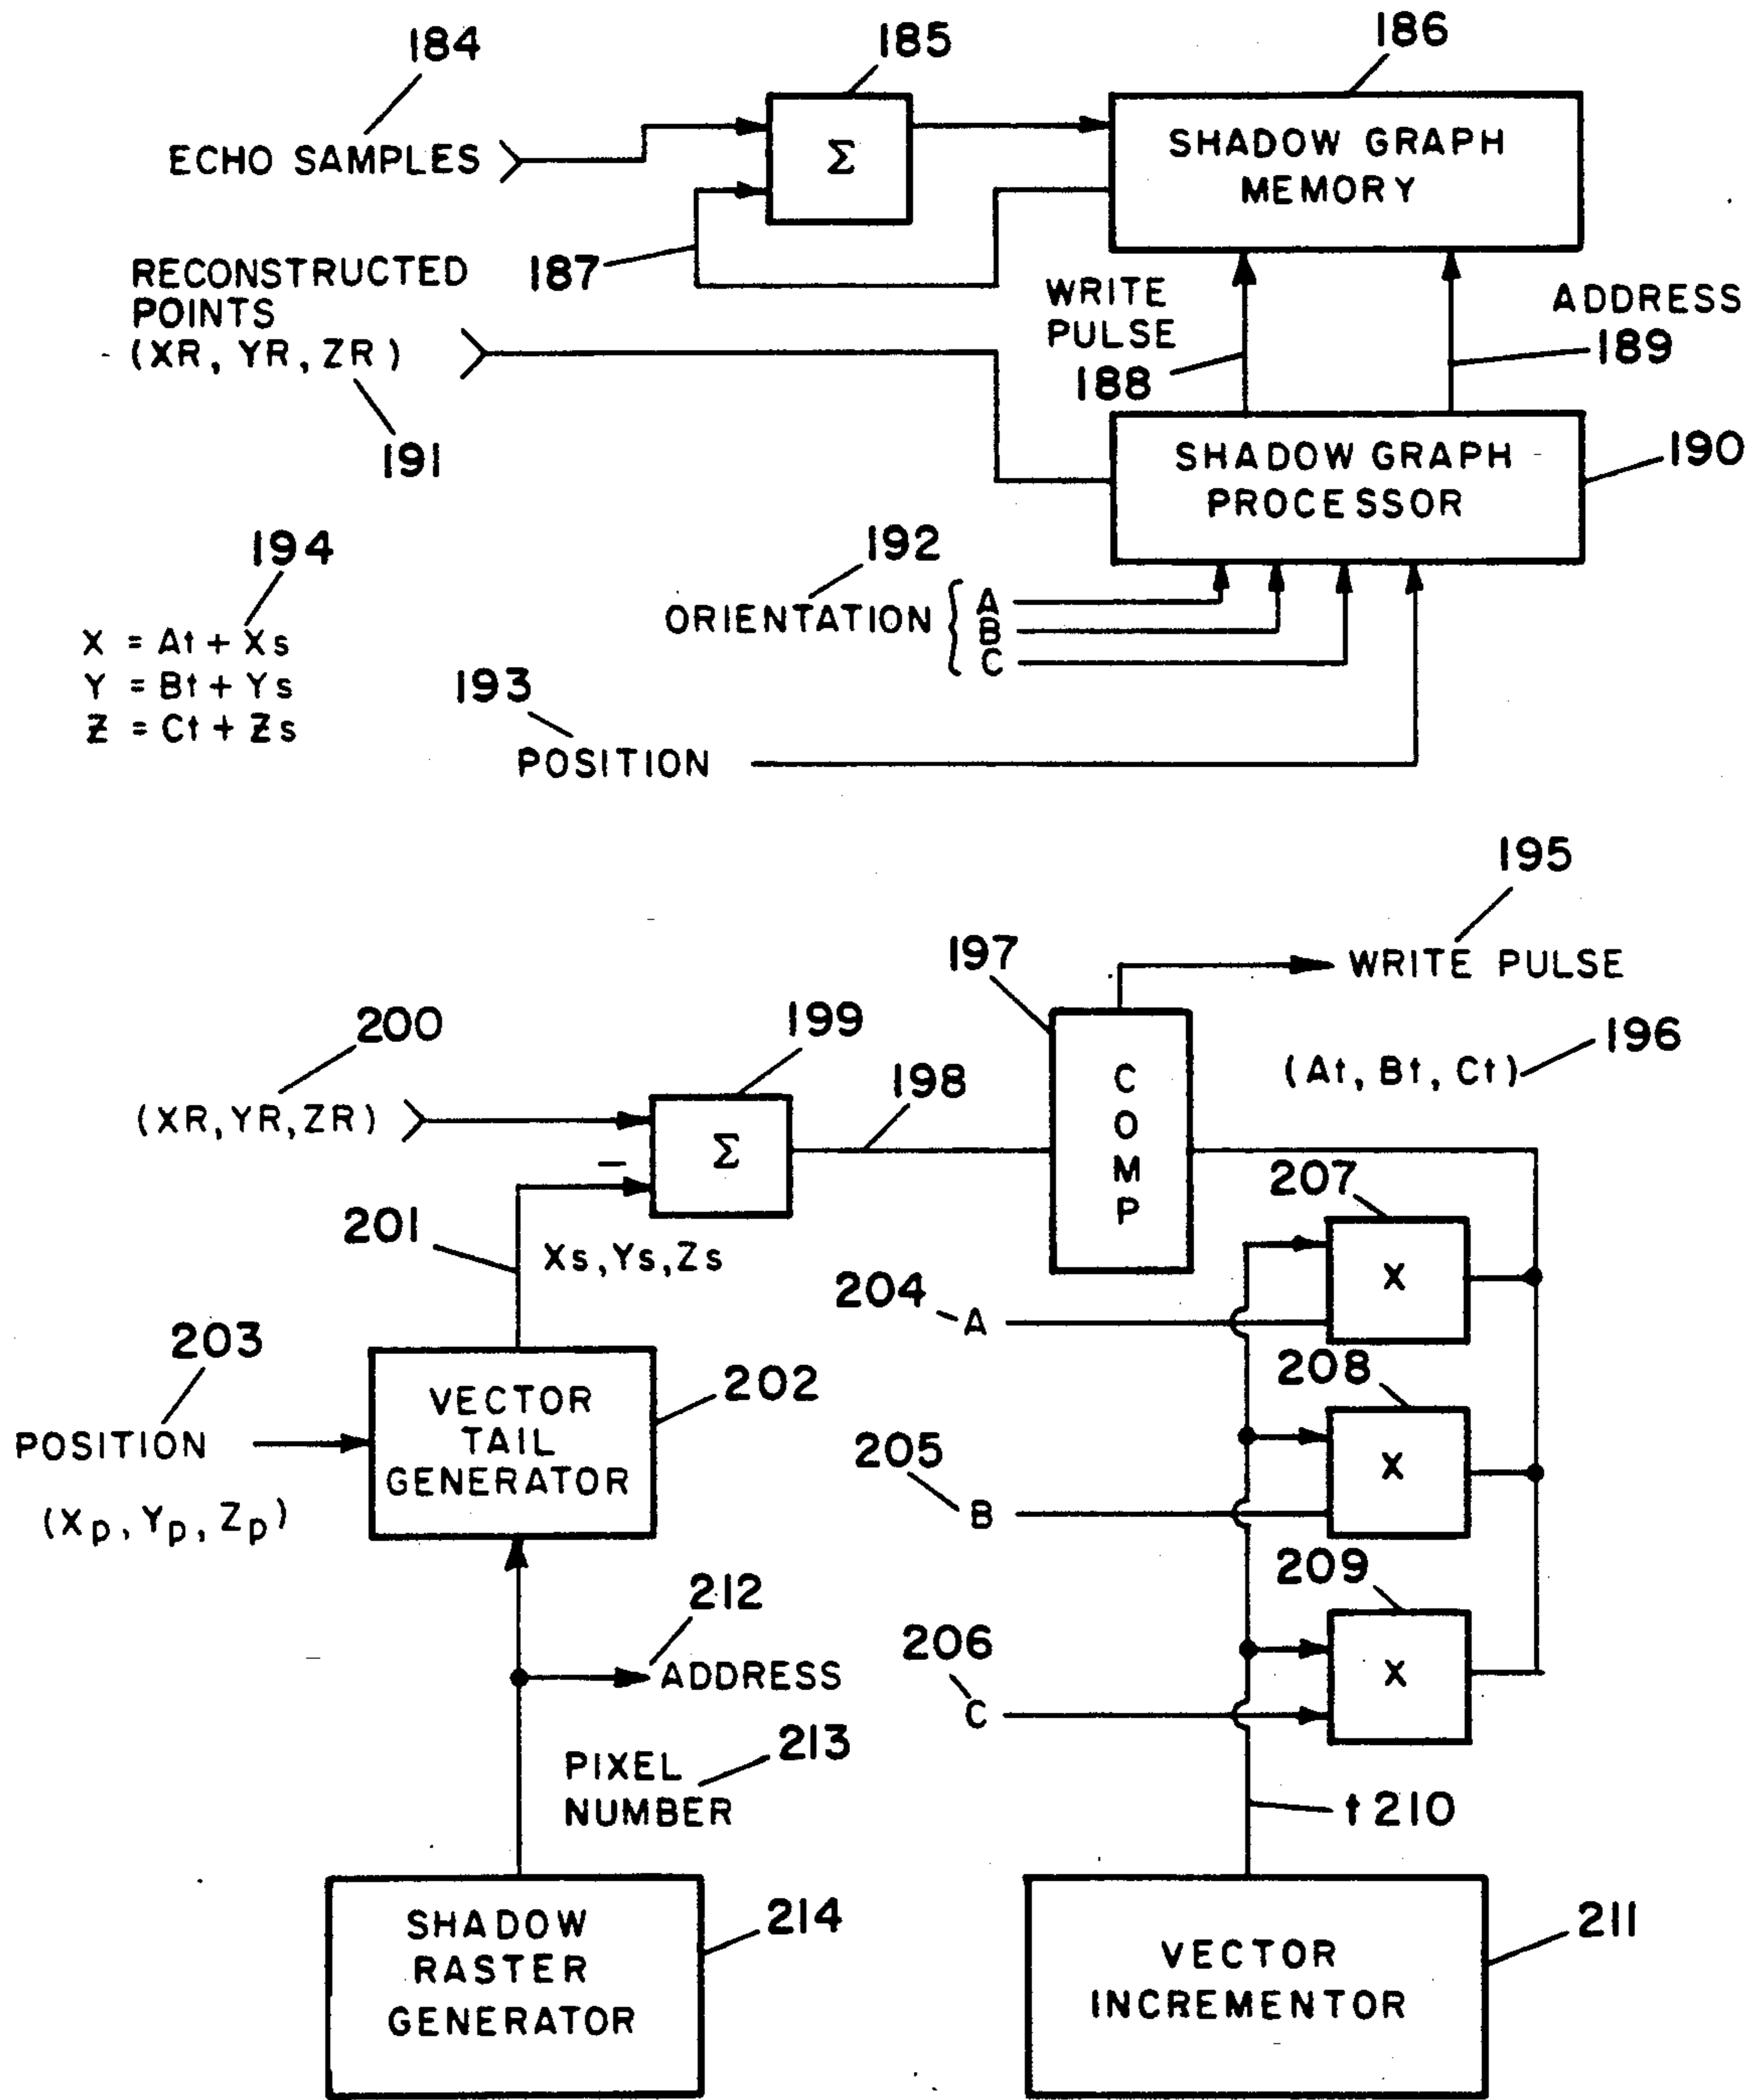 184
185
186
ECHO SAMPLES
Σ
SHADOW GRAPH
MEMORY
RECONSTRUCTED
POINTS
(XR, YR, ZR)
187
WRITE
PULSE
188
ADDRESS
189
191
SHADOW GRAPH
PROCESSOR
190
194
X = At + Xs
Y = Bt + Ys
Z = Ct + Zs
192
ORIENTATION { A
B
C
193
POSITION
195
197
WRITE PULSE
200
199
198
196
(At, Bt, Ct)
(XR, YR, ZR)
Σ
C
O
M
P
–
207
201
Xs, Ys, Zs
X
204
A
203
202
208
VECTOR
TAIL
GENERATOR
POSITION
(Xp, Yp, Zp)
205
B
X
209
212
ADDRESS
206
C
X
PIXEL
NUMBER
213
t 210
SHADOW
RASTER
GENERATOR
214
VECTOR
INCREMENTOR
211